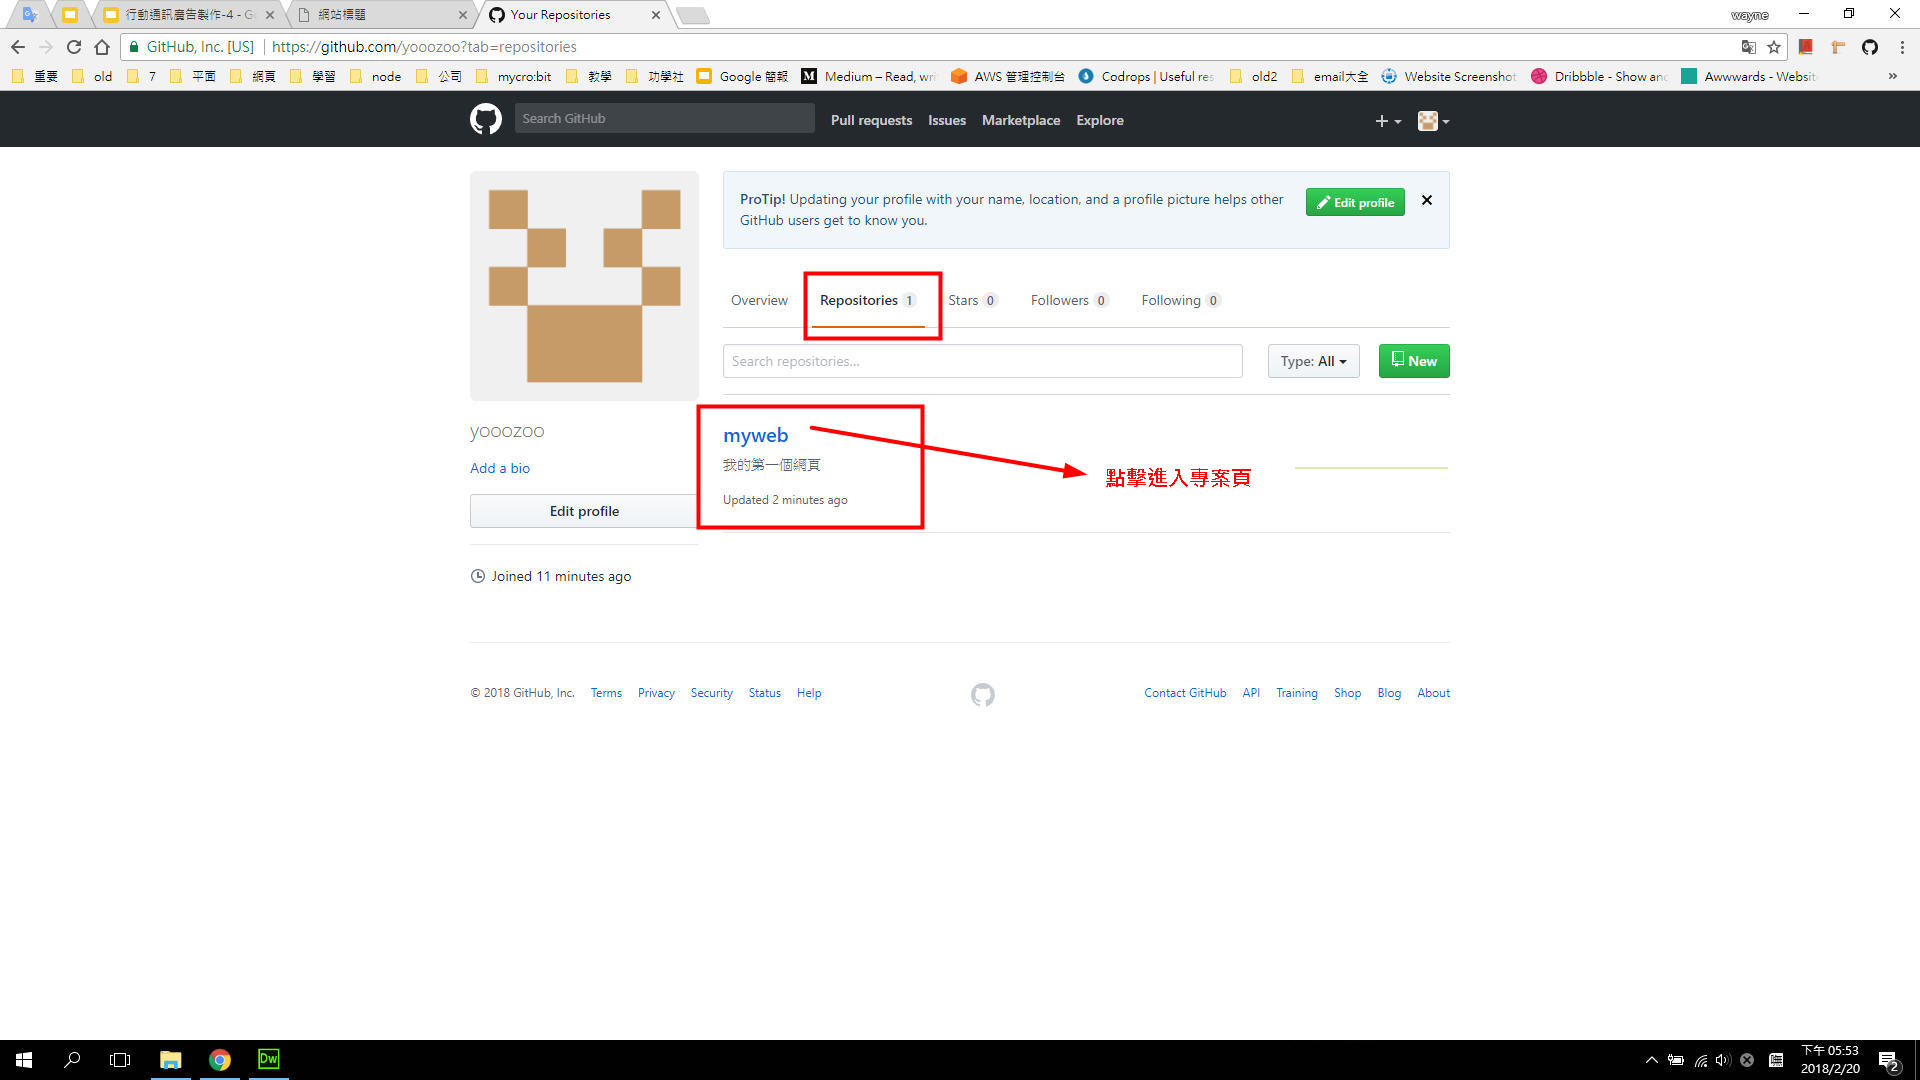 行動通訊廣告製作-4 - G
網站標題
Your Repositories
wayne
GitHub, Inc. [US]
https://github.com/yooozoo?tab=repositories
重要
old
7
平面
網頁
學習
node
公司
mycro:bit
教學
功學社
Google 簡報
Medium – Read, wri
AWS 管理控制台
Codrops | Useful res
old2
email大全
Website Screenshot
Dribbble - Show and
Awwwards - Websit
Search GitHub
Pull requests
Issues
Marketplace
Explore
ProTip! Updating your profile with your name, location, and a profile picture helps other
GitHub users get to know you.
Edit profile
Overview
Repositories 1
Stars 0
Followers 0
Following 0
Search repositories...
Type: All
New
yooozoo
Add a bio
Edit profile
Joined 11 minutes ago
myweb
我的第一個網頁
Updated 2 minutes ago
點擊進入專案頁
© 2018 GitHub, Inc.
Terms
Privacy
Security
Status
Help
Contact GitHub
API
Training
Shop
Blog
About
Dw
下午 05:53
2018/2/20
2